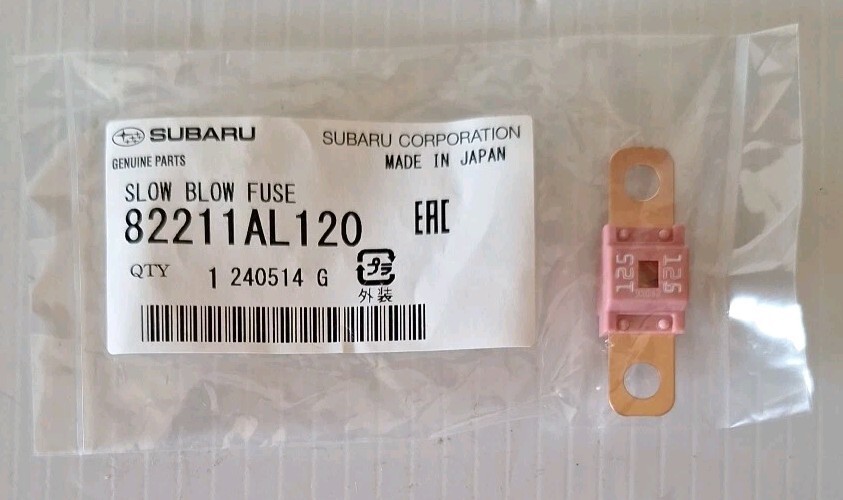 SUBARU
SUBARU CORPORATION
GENUINE PARTS
MADE IN JAPAN
SLOW BLOW FUSE
82211AL120
EAC
QTY 1 240514 G
プラ
外装
125
125